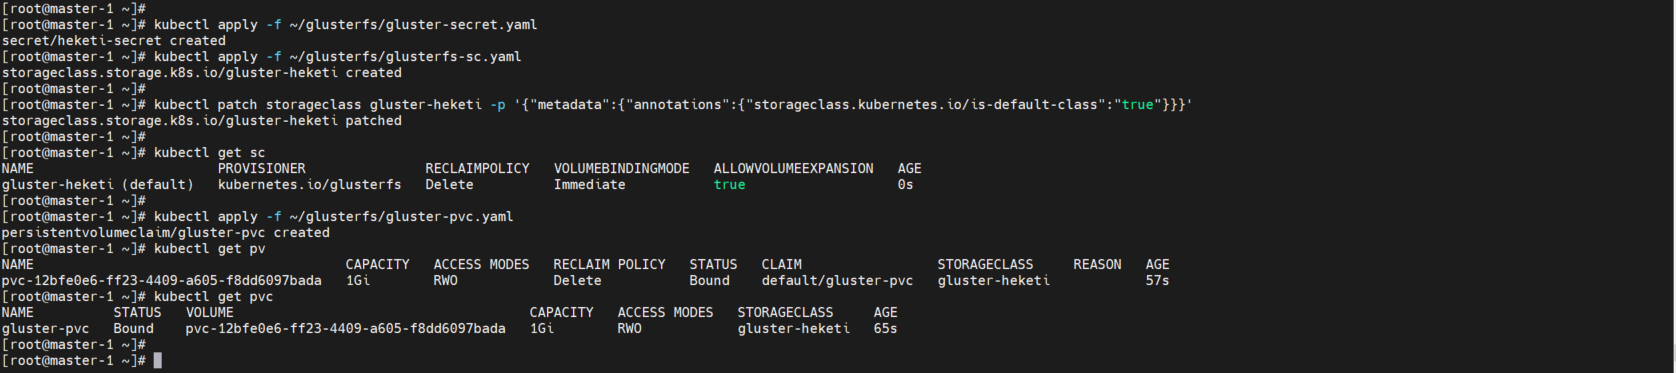 [root@master-1 ~]#
[root@master-1 ~]# kubectl apply -f ~/glusterfs/gluster-secret.yaml
secret/heketi-secret created
[root@master-1 ~]# kubectl apply -f ~/glusterfs/glusterfs-sc.yaml
storageclass.storage.k8s.io/gluster-heketi created
[root@master-1 ~]#
[root@master-1 ~]# kubectl patch storageclass gluster-heketi -p '{"metadata":{"annotations":{"storageclass.kubernetes.io/is-default-class":"true"}}}'
storageclass.storage.k8s.io/gluster-heketi patched
[root@master-1 ~]#
[root@master-1 ~]# kubectl get sc
NAME                       PROVISIONER               RECLAIMPOLICY   VOLUMEBINDINGMODE   ALLOWVOLUMEEXPANSION   AGE
gluster-heketi (default)   kubernetes.io/glusterfs   Delete          Immediate           true                   0s
[root@master-1 ~]#
[root@master-1 ~]# kubectl apply -f ~/glusterfs/gluster-pvc.yaml
persistentvolumeclaim/gluster-pvc created
[root@master-1 ~]# kubectl get pv
NAME                                       CAPACITY   ACCESS MODES   RECLAIM POLICY   STATUS   CLAIM                 STORAGECLASS     REASON   AGE
pvc-12bfe0e6-ff23-4409-a605-f8dd6097bada   1Gi        RWO            Delete           Bound    default/gluster-pvc   gluster-heketi            57s
[root@master-1 ~]# kubectl get pvc
NAME          STATUS   VOLUME                                     CAPACITY   ACCESS MODES   STORAGECLASS     AGE
gluster-pvc   Bound    pvc-12bfe0e6-ff23-4409-a605-f8dd6097bada   1Gi        RWO            gluster-heketi   65s
[root@master-1 ~]#
[root@master-1 ~]#